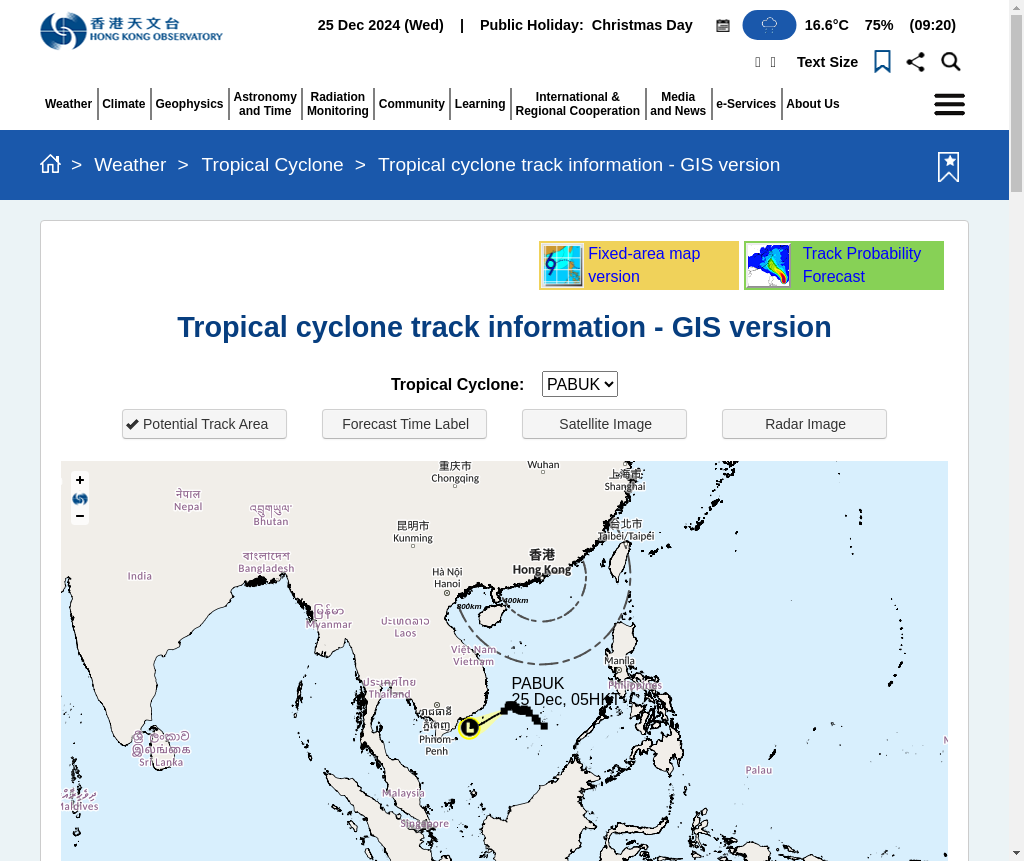 香港天文台
HONG KONG OBSERVATORY
25 Dec 2024 (Wed) | Public Holiday: Christmas Day 16.6°C 75% (09:20)
Text Size
Weather
Climate
Geophysics
Astronomy
and Time
Radiation
Monitoring
Community
Learning
International &
Regional Cooperation
Media
and News
e-Services
About Us
> Weather > Tropical Cyclone > Tropical cyclone track information - GIS version
Fixed-area map
version
Track Probability
Forecast
Tropical cyclone track information - GIS version
Tropical Cyclone: PABUK
Potential Track Area
Forecast Time Label
Satellite Image
Radar Image
+
−
重庆市
Chongqing
Wuhan
上海市
Shanghai
नेपाल
Nepal
Bhutan
昆明市
Kunming
台北市
Taibei/Taipei
香港
Hong Kong
বাংলাদেশ
Bangladesh
India
Hà Nội
Hanoi
800km
400km
မြန်မာ
Myanmar
ປະເທດລາວ
Laos
Việt Nam
Vietnam
Manila
Philippines
ประเทศไทย
Thailand
PABUK
25 Dec, 05HKT
L
Phnom-
Penh
ශ්‍රී ලංකාව
இலங்கை
Sri Lanka
Palau
Maldives
Malaysia
Singapore